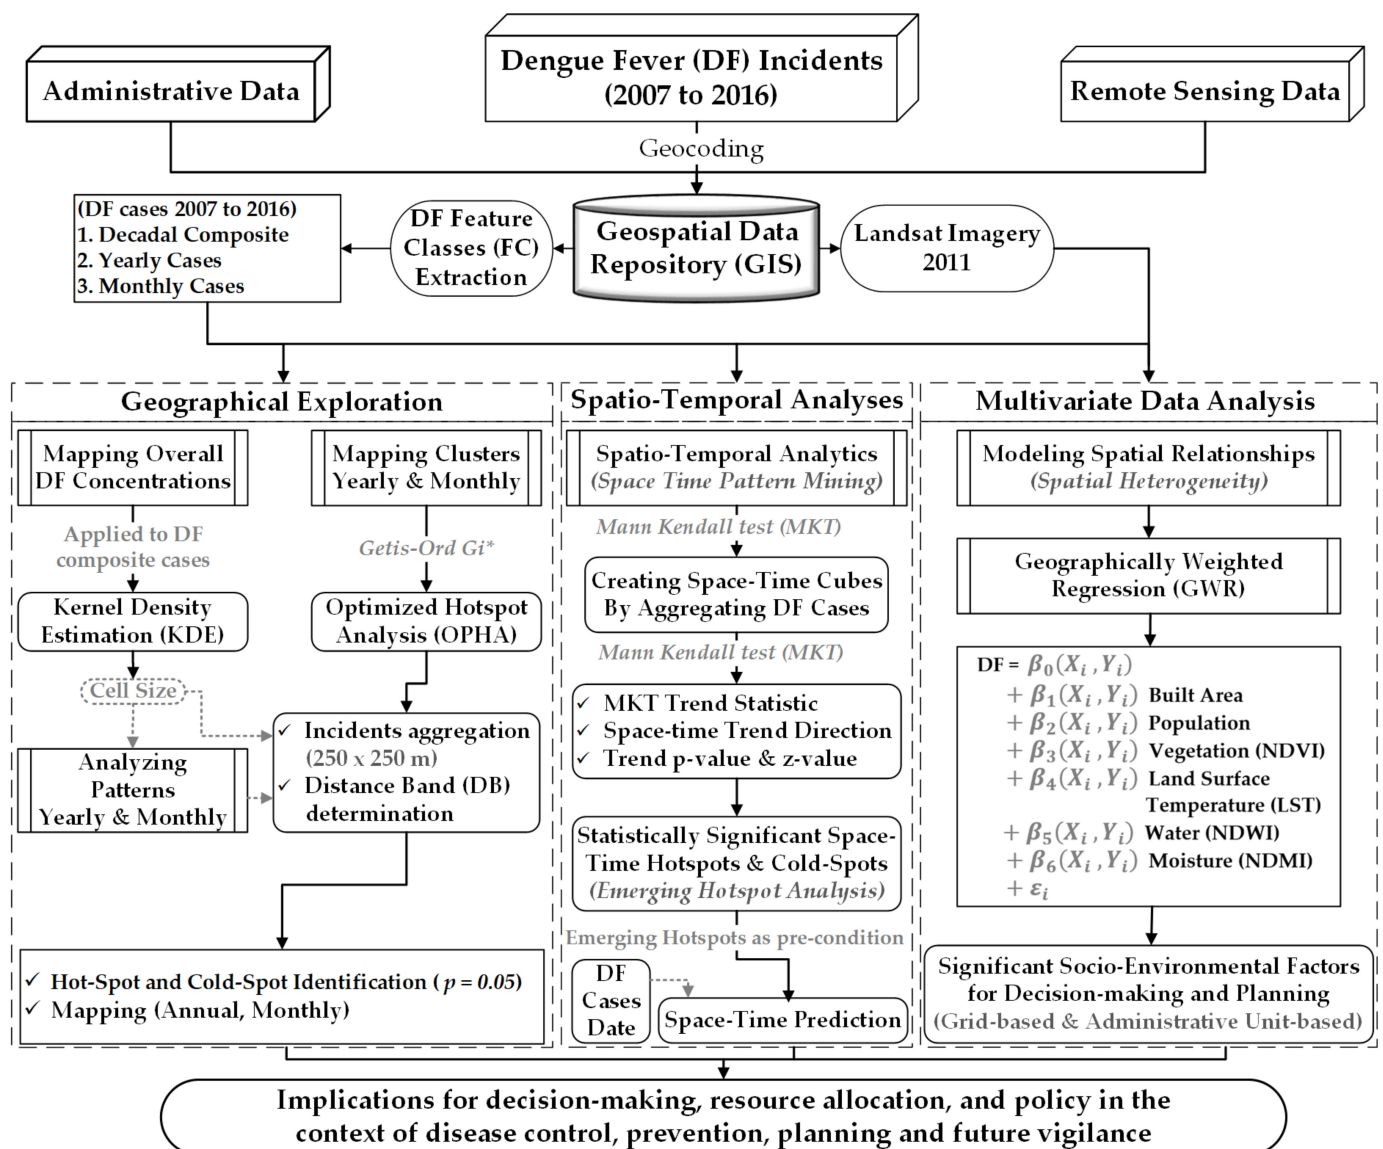 Dengue Fever (DF) Incidents
(2007 to 2016)
Administrative Data
Remote Sensing Data
Geocoding
(DF cases 2007 to 2016)
1. Decadal Composite
2. Yearly Cases
3. Monthly Cases
DF Feature
Classes (FC)
Extraction
Geospatial Data
Repository (GIS)
Landsat Imagery
2011
Geographical Exploration
Mapping Overall
DF Concentrations
Mapping Clusters
Yearly & Monthly
Applied to DF
composite cases
Getis-Ord Gi*
Kernel Density
Estimation (KDE)
Optimized Hotspot
Analysis (OPHA)
Cell Size
Analyzing
Patterns
Yearly & Monthly
✓ Incidents aggregation
(250 x 250 m)
✓ Distance Band (DB)
determination
✓ Hot-Spot and Cold-Spot Identification ( p = 0.05)
✓ Mapping (Annual, Monthly)
Spatio-Temporal Analyses
Spatio-Temporal Analytics
(Space Time Pattern Mining)
Mann Kendall test (MKT)
Creating Space-Time Cubes
By Aggregating DF Cases
Mann Kendall test (MKT)
✓ MKT Trend Statistic
✓ Space-time Trend Direction
✓ Trend p-value & z-value
Statistically Significant Space-
Time Hotspots & Cold-Spots
(Emerging Hotspot Analysis)
Emerging Hotspots as pre-condition
DF
Cases
Date
Space-Time Prediction
Multivariate Data Analysis
Modeling Spatial Relationships
(Spatial Heterogeneity)
Geographically Weighted
Regression (GWR)
DF = β₀(Xᵢ, Yᵢ)
+ β₁(Xᵢ, Yᵢ) Built Area
+ β₂(Xᵢ, Yᵢ) Population
+ β₃(Xᵢ, Yᵢ) Vegetation (NDVI)
+ β₄(Xᵢ, Yᵢ) Land Surface
Temperature (LST)
+ β₅(Xᵢ, Yᵢ) Water (NDWI)
+ β₆(Xᵢ, Yᵢ) Moisture (NDMI)
+ εᵢ
Significant Socio-Environmental Factors
for Decision-making and Planning
(Grid-based & Administrative Unit-based)
Implications for decision-making, resource allocation, and policy in the
context of disease control, prevention, planning and future vigilance